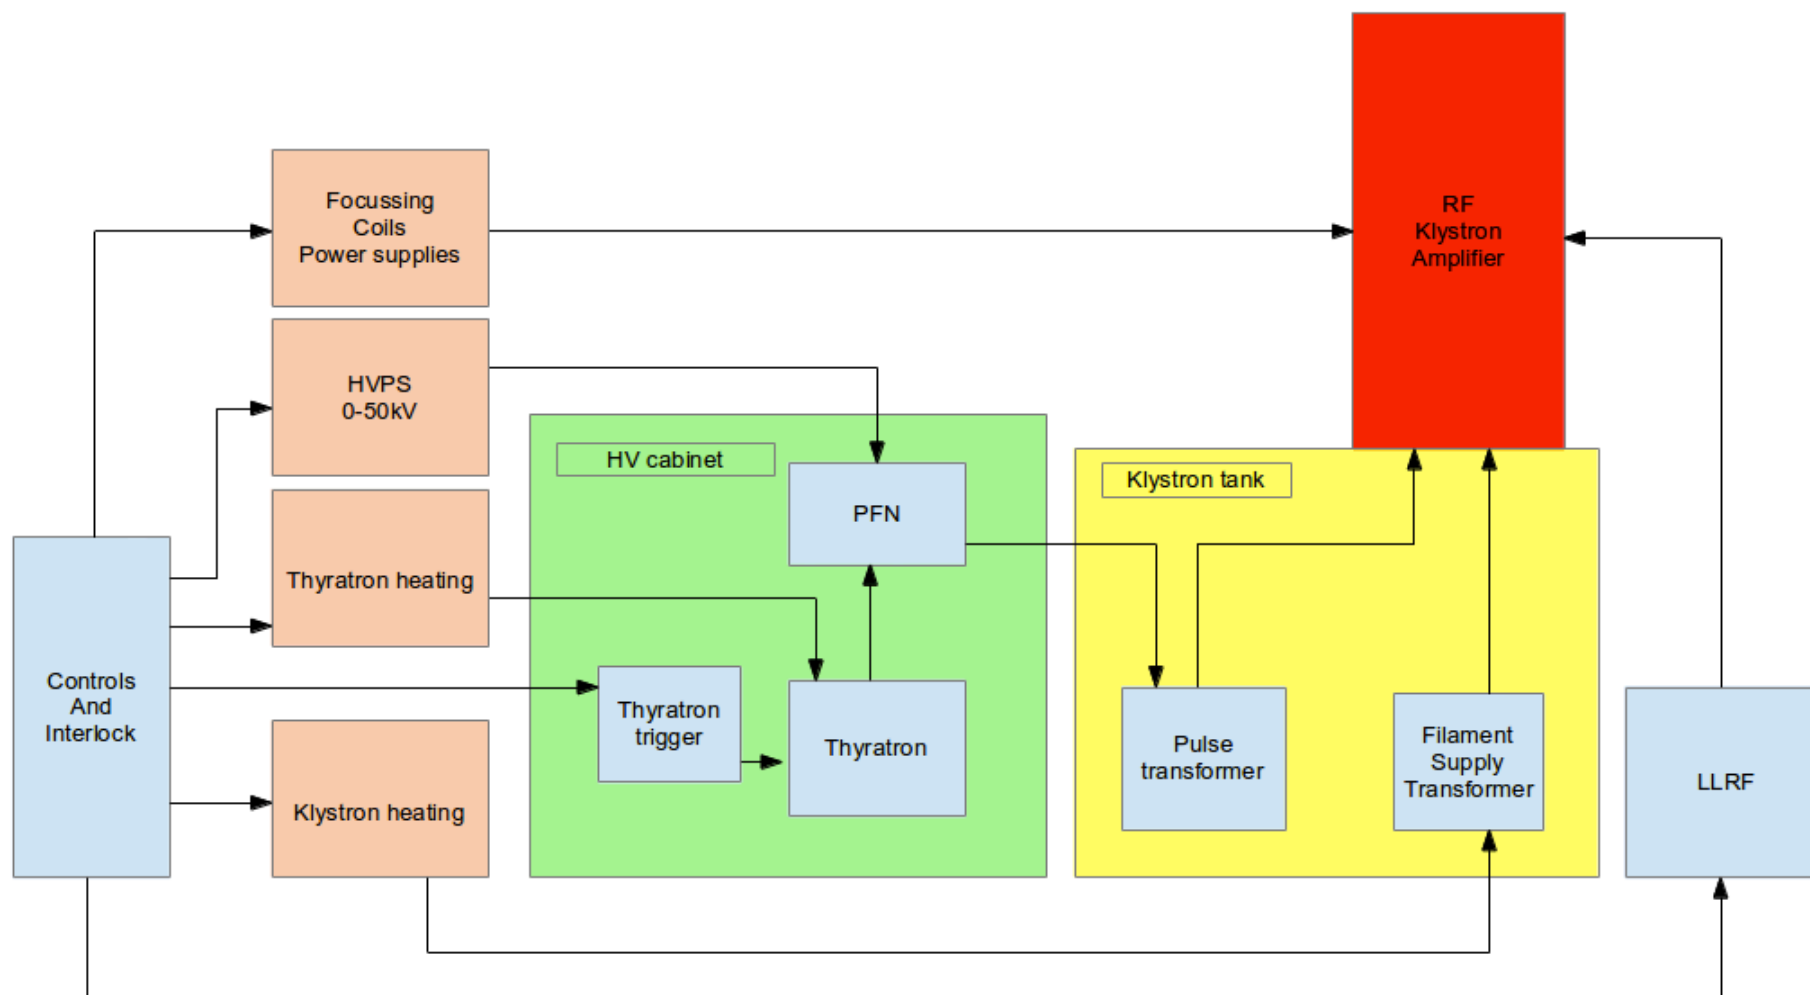 Focussing
Coils
Power supplies
RF
Klystron
Amplifier
HVPS
0-50kV
HV cabinet
Klystron tank
PFN
Thyratron heating
Controls
And
Interlock
Thyratron
trigger
Thyratron
Pulse
transformer
Filament
Supply
Transformer
LLRF
Klystron heating